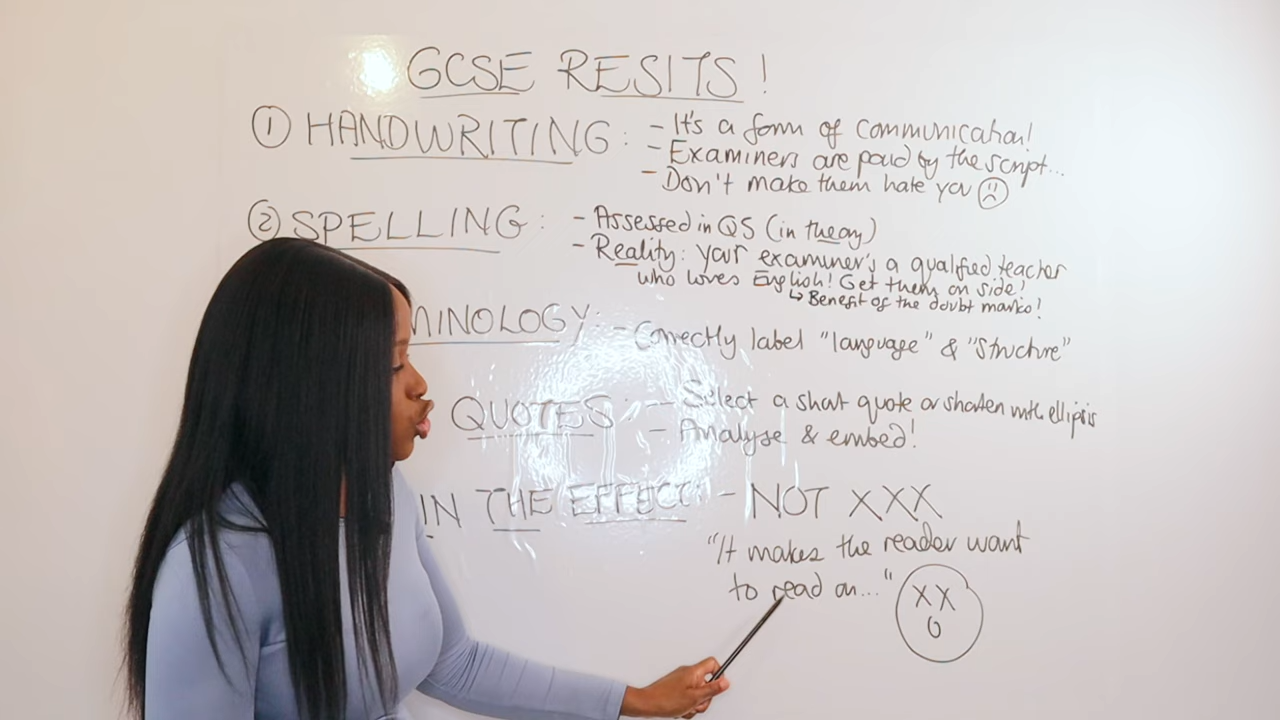 GCSE RESITS!
① HANDWRITING:
- It's a form of communication!
- Examiners are paid by the script...
- Don't make them hate you
② SPELLING:
- Assessed in QS (in theory)
- Reality: your examiner's a qualified teacher
who loves English! Get them on side!
↳ Benefit of the doubt marks!
MINOLOGY: - Correctly label "language" & "structure"
QUOTES: - Select a short quote or shorten with ellipsis
- Analyse & embed!
IN THE EFFECT: - NOT XXX
"It makes the reader want
to read on..."
XX